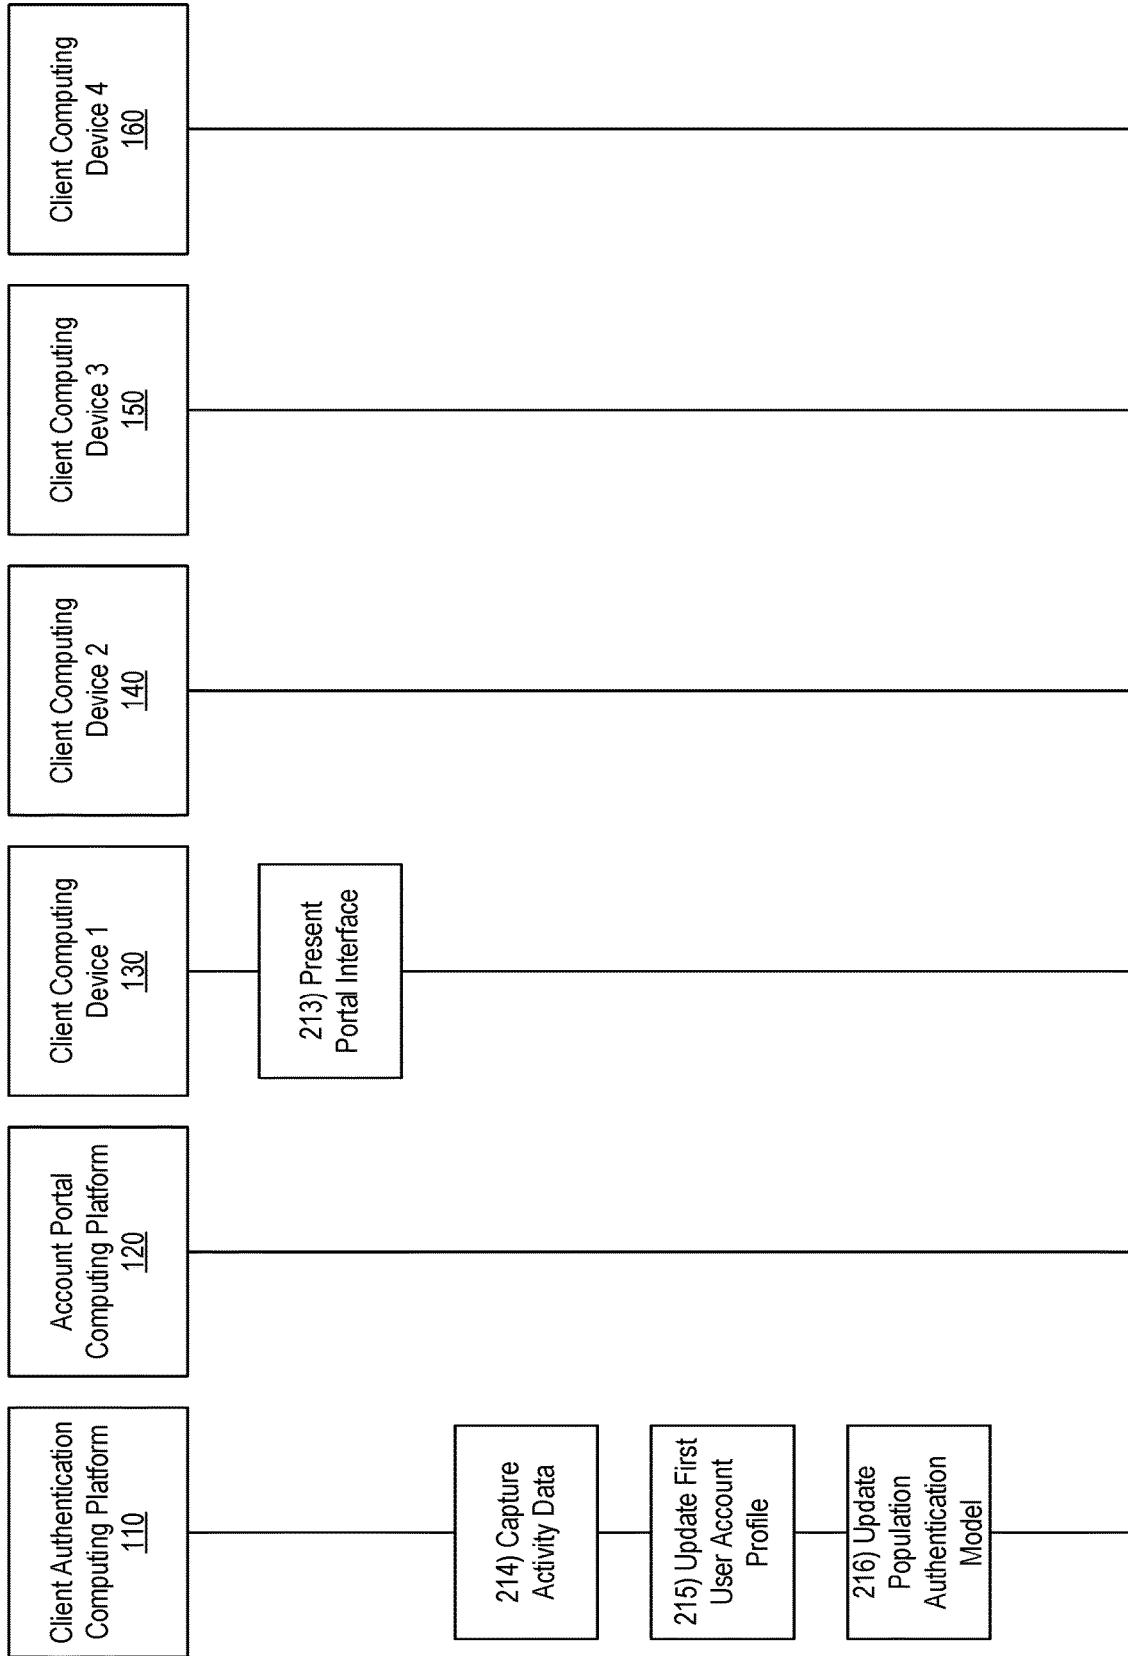 Client Authentication
Computing Platform
110
Account Portal
Computing Platform
120
Client Computing
Device 1
130
Client Computing
Device 2
140
Client Computing
Device 3
150
Client Computing
Device 4
160
213) Present
Portal Interface
214) Capture
Activity Data
215) Update First
User Account
Profile
216) Update
Population
Authentication
Model